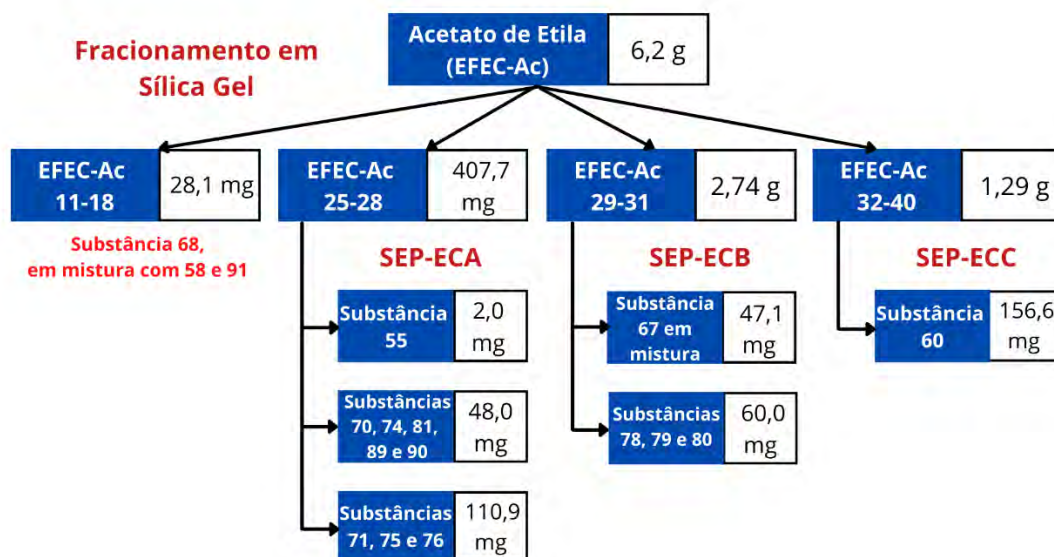 Fracionamento em
Sílica Gel
Acetato de Etila
(EFEC-Ac)
6,2 g
EFEC-Ac
11-18
28,1 mg
EFEC-Ac
25-28
407,7
mg
EFEC-Ac
29-31
2,74 g
EFEC-Ac
32-40
1,29 g
Substância 68,
em mistura com 58 e 91
SEP-ECA
SEP-ECB
SEP-ECC
Substância
55
2,0
mg
Substância
67 em
mistura
47,1
mg
Substância
60
156,6
mg
Substâncias
70, 74, 81,
89 e 90
48,0
mg
Substâncias
78, 79 e 80
60,0
mg
Substâncias
71, 75 e 76
110,9
mg